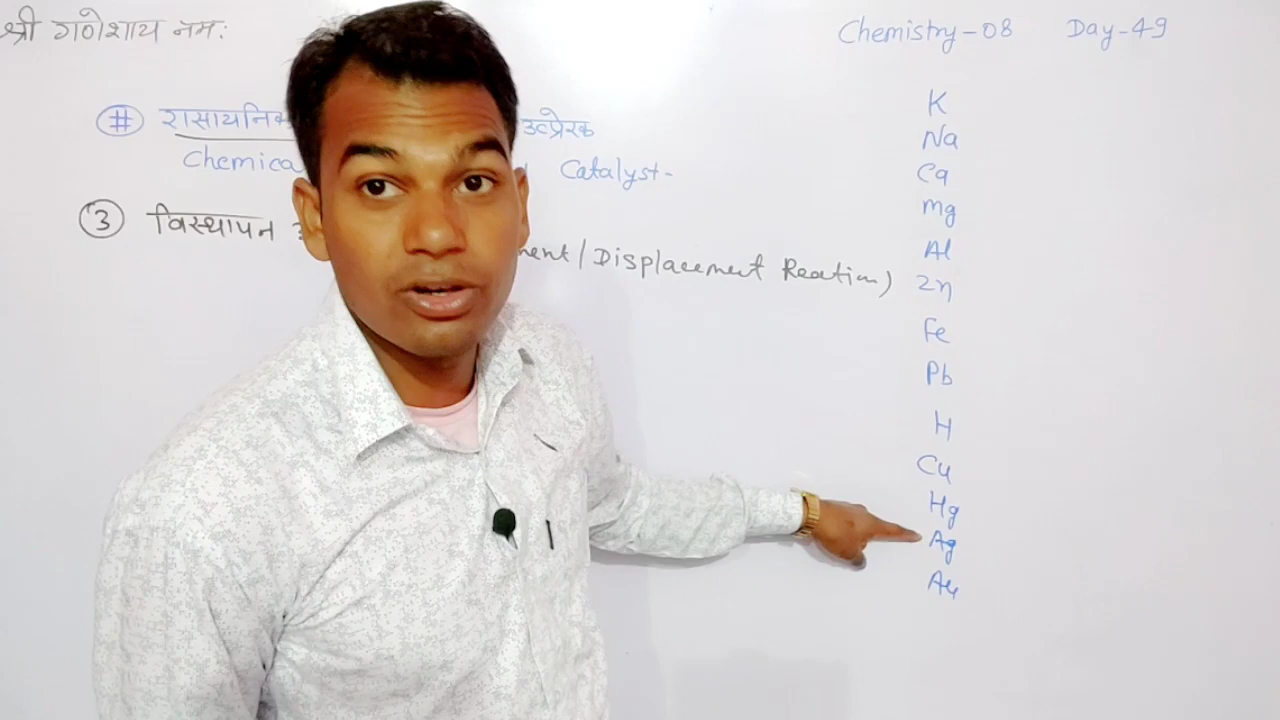 श्री गणेशाय नमः
Chemistry-08 Day-49
# रासायनि उत्प्रेरक
Chemica Catalyst-
③ विस्थापन
ment/Displacement Reaction)
K
Na
Ca
Mg
Al
Zn
Fe
Pb
H
Cu
Hg
Ag
Au